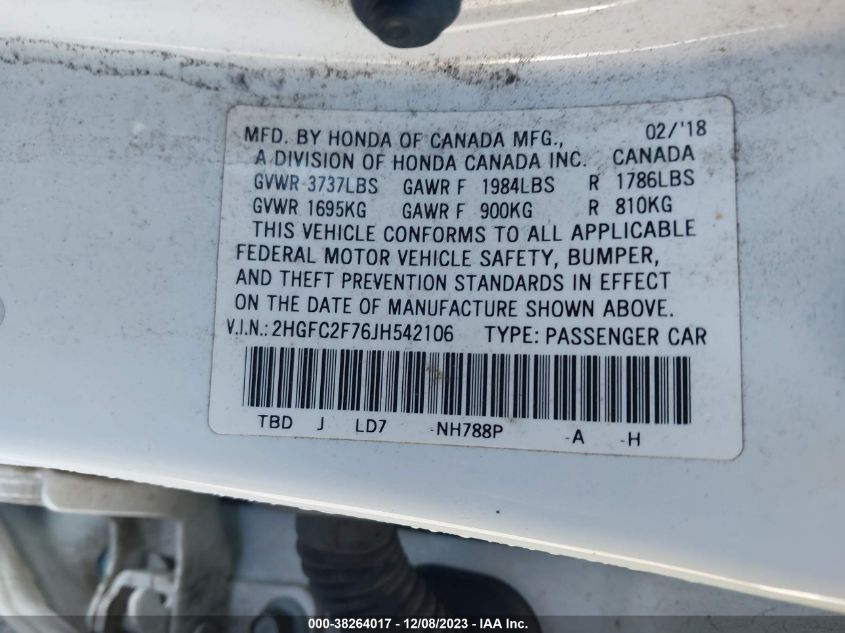 MFD. BY HONDA OF CANADA MFG., 02/'18
A DIVISION OF HONDA CANADA INC. CANADA
GVWR 3737LBS GAWR F 1984LBS R 1786LBS
GVWR 1695KG GAWR F 900KG R 810KG
THIS VEHICLE CONFORMS TO ALL APPLICABLE
FEDERAL MOTOR VEHICLE SAFETY, BUMPER,
AND THEFT PREVENTION STANDARDS IN EFFECT
ON THE DATE OF MANUFACTURE SHOWN ABOVE.
V.I.N.: 2HGFC2F76JH542106 TYPE: PASSENGER CAR
TBD J LD7 -NH788P -A -H
000-38264017 - 12/08/2023 - IAA Inc.